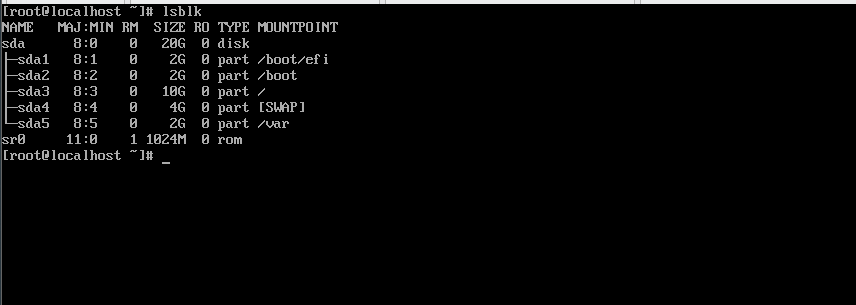 [root@localhost ~]# lsblk
NAME   MAJ:MIN RM  SIZE RO TYPE MOUNTPOINT
sda      8:0    0   20G  0 disk
├─sda1   8:1    0    2G  0 part /boot/efi
├─sda2   8:2    0    2G  0 part /boot
├─sda3   8:3    0   10G  0 part /
├─sda4   8:4    0    4G  0 part [SWAP]
└─sda5   8:5    0    2G  0 part /var
sr0     11:0    1 1024M  0 rom
[root@localhost ~]# _